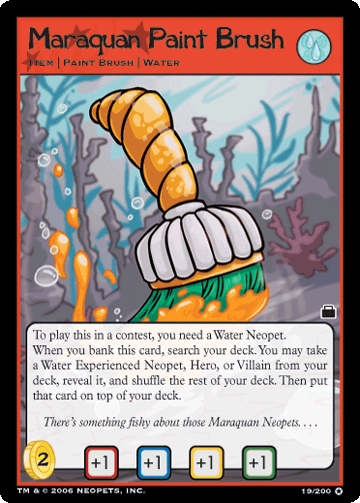 Maraquan Paint Brush
Item | Paint Brush | Water
To play this in a contest, you need a Water Neopet.
When you bank this card, search your deck. You may take
a Water Experienced Neopet, Hero, or Villain from your
deck, reveal it, and shuffle the rest of your deck. Then put
that card on top of your deck.
There's something fishy about those Maraquan Neopets. . . .
2
+1 +1 +1 +1
TM & © 2006 NEOPETS, INC.
19/200